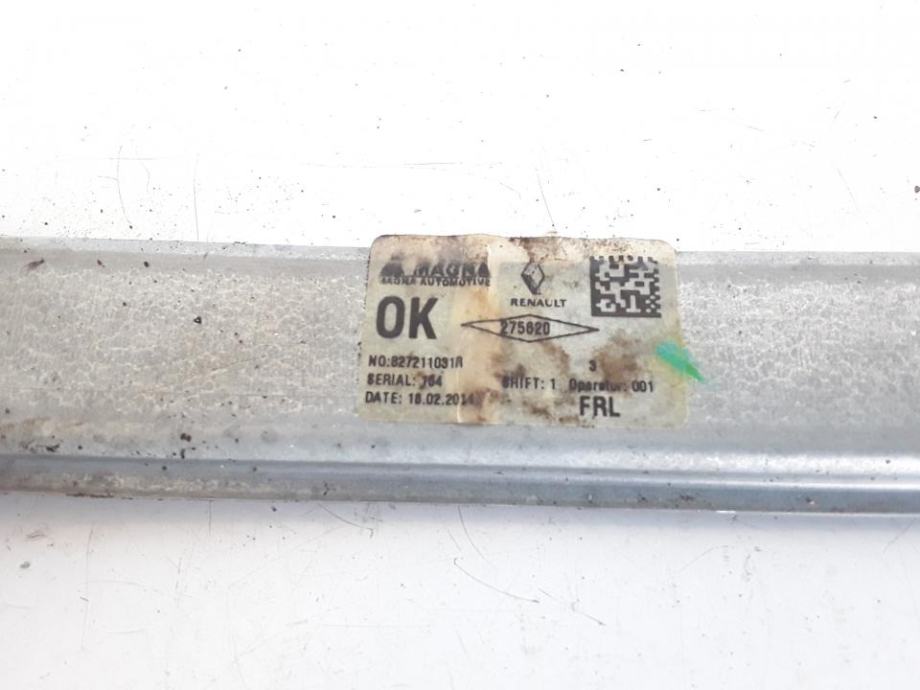 MAGNA
MAGNA AUTOMOTIVE
RENAULT
OK
275620
NO:827211031R
3
SERIAL: 164
SHIFT: 1 Operator: 001
DATE: 18.02.2014
FRL